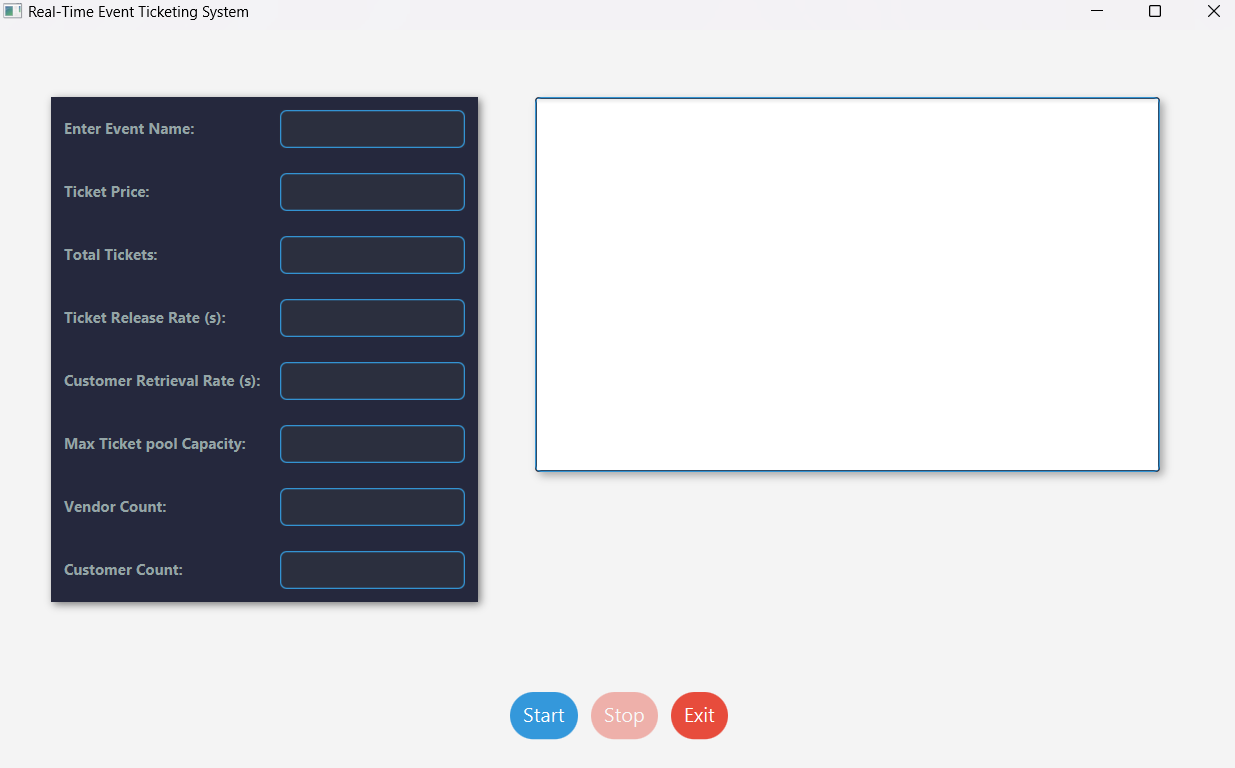 Real-Time Event Ticketing System
Enter Event Name:
Ticket Price:
Total Tickets:
Ticket Release Rate (s):
Customer Retrieval Rate (s):
Max Ticket pool Capacity:
Vendor Count:
Customer Count:
Start
Stop
Exit